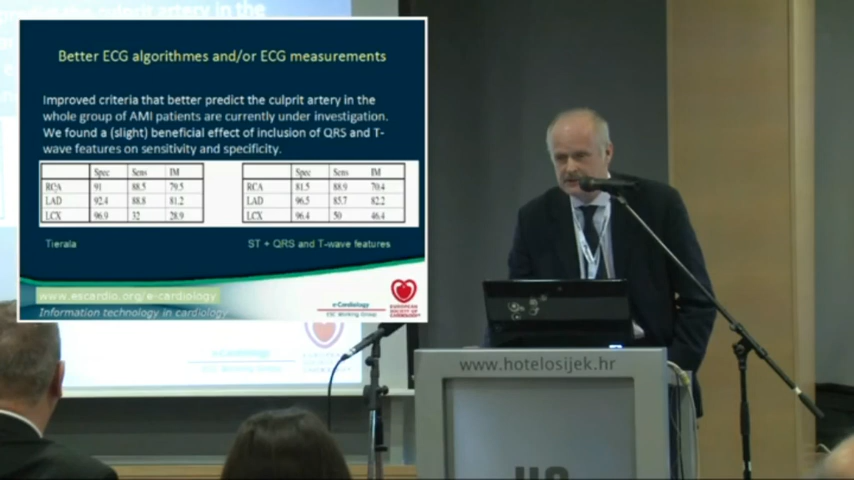 Better ECG algorithmes and/or ECG measurements
Improved criteria that better predict the culprit artery in the
whole group of AMI patients are currently under investigation.
We found a (slight) beneficial effect of inclusion of QRS and T-
wave features on sensitivity and specificity.
Spec Sens IM
RCA 91 88.5 79.5
LAD 92.4 88.8 81.2
LCX 96.9 32 28.9
Spec Sens IM
RCA 81.5 88.9 70.4
LAD 96.5 85.7 82.2
LCX 96.4 50 46.4
Tierala
ST + QRS and T-wave features
www.escardio.org/e-cardiology
Information technology in cardiology
e-Cardiology
ESC Working Group
EUROPEAN
SOCIETY OF
CARDIOLOGY
www.hotelosijek.hr